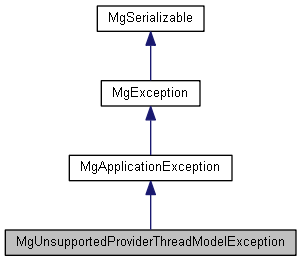 MgSerializable
MgException
MgApplicationException
MgUnsupportedProviderThreadModelException